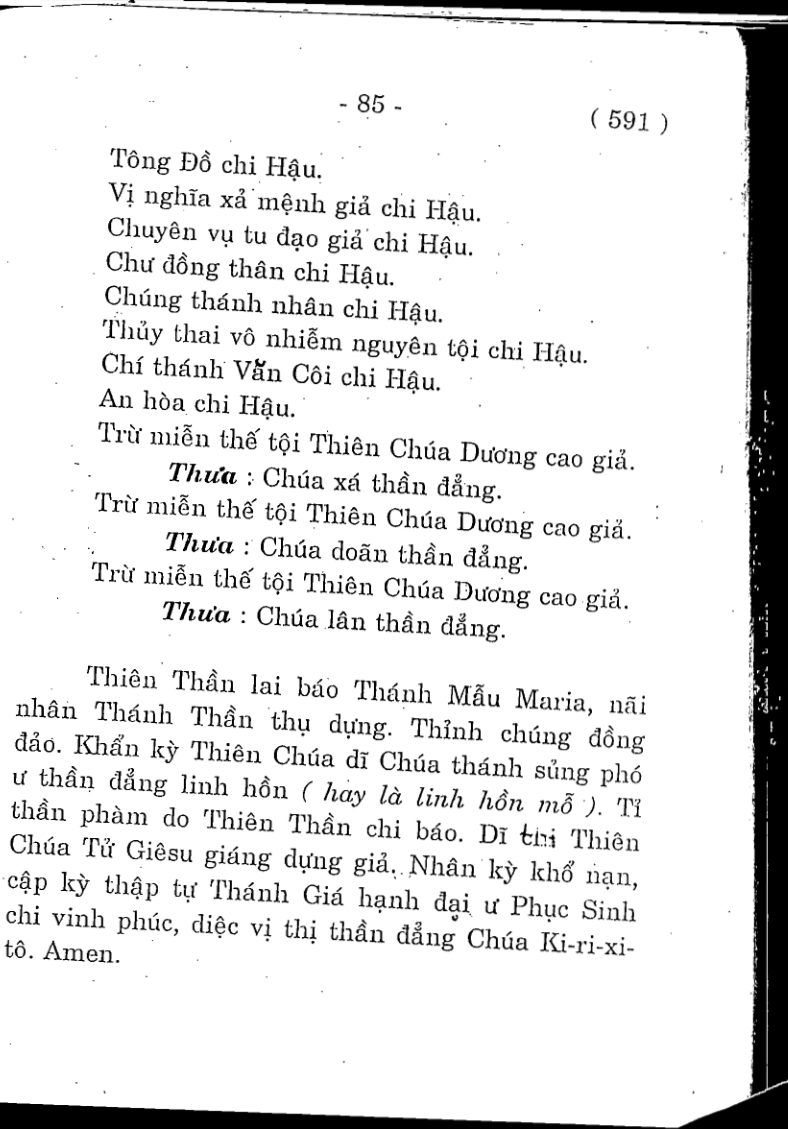 - 85 -
( 591 )
Tông Đồ chi Hậu.
Vị nghĩa xả mệnh giả chi Hậu.
Chuyên vụ tu đạo giả chi Hậu.
Chư đồng thân chi Hậu.
Chúng thánh nhân chi Hậu.
Thủy thai vô nhiễm nguyên tội chi Hậu.
Chí thánh Văn Côi chi Hậu.
An hòa chi Hậu.
Trừ miễn thế tội Thiên Chúa Dương cao giả.
Thưa : Chúa xá thần đẳng.
Trừ miễn thế tội Thiên Chúa Dương cao giả.
Thưa : Chúa doãn thần đẳng.
Trừ miễn thế tội Thiên Chúa Dương cao giả.
Thưa : Chúa lân thần đẳng.
Thiên Thần lai báo Thánh Mẫu Maria, nãi
nhân Thánh Thần thụ dựng. Thỉnh chúng đồng
đảo. Khẩn kỳ Thiên Chúa dĩ Chúa thánh sủng phó
ư thần đẳng linh hồn ( hay là linh hồn mỗ ). Tỉ
thần phàm do Thiên Thần chi báo. Dĩ thi Thiên
Chúa Tử Giêsu giáng dựng giả. Nhân kỳ khổ nạn,
cập kỳ thập tự Thánh Giá hạnh đại ư Phục Sinh
chi vinh phúc, diệc vị thị thần đẳng Chúa Ki-ri-xi-
tô. Amen.